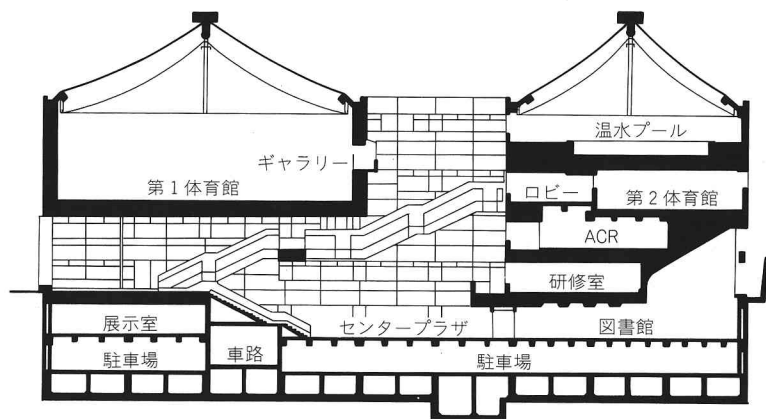 温水プール
ギャラリー
第1体育館
ロビー
第2体育館
ACR
研修室
展示室
センタープラザ
図書館
駐車場
車路
駐車場